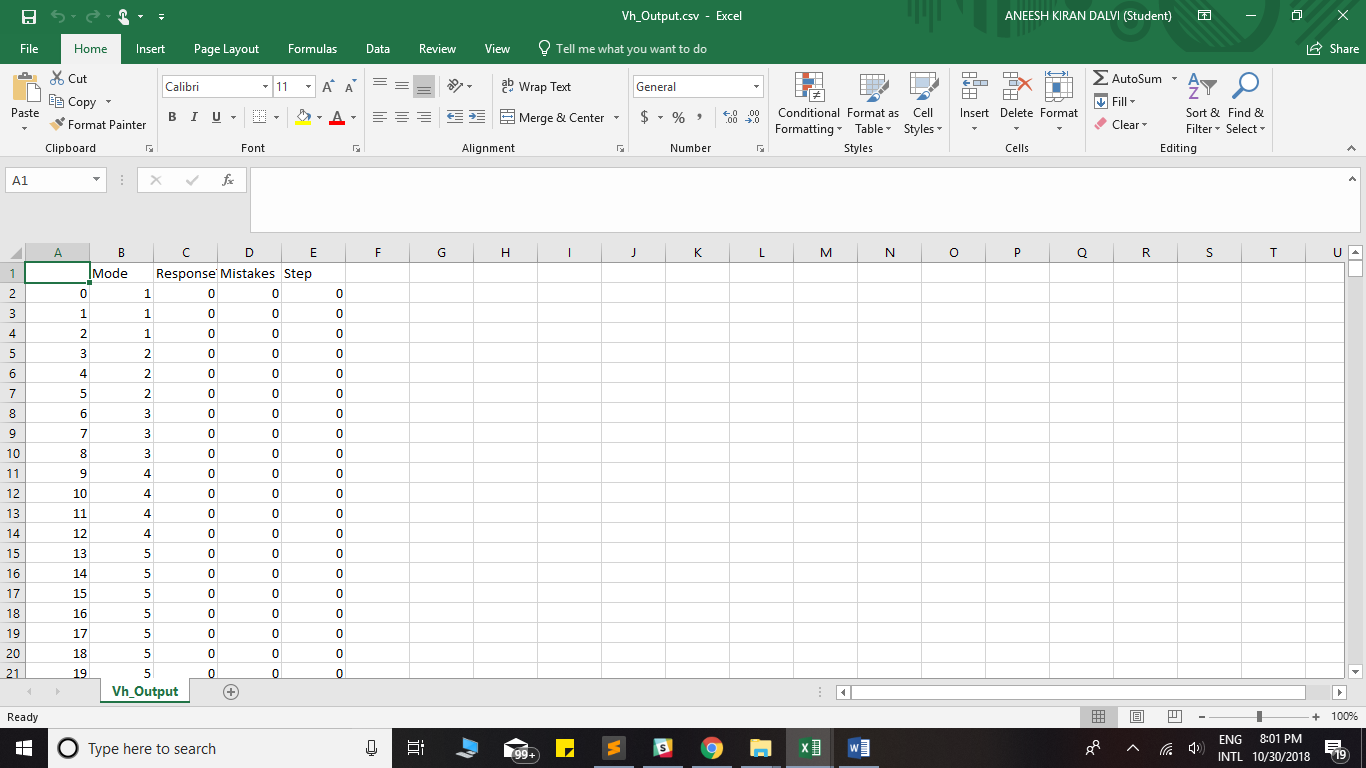 Vh_Output.csv - Excel
ANEESH KIRAN DALVI (Student)
File Home Insert Page Layout Formulas Data Review View Tell me what you want to do Share
Paste
Cut
Copy
Format Painter
Clipboard
Calibri 11
B I U A
Font
Wrap Text
Merge & Center
Alignment
General
$ % ,
Number
Conditional Formatting
Format as Table
Cell Styles
Styles
Insert Delete Format
Cells
AutoSum
Fill
Clear
Sort & Filter
Find & Select
Editing
A1 fx
A B C D E F G H I J K L M N O P Q R S T U
1 Mode Response Mistakes Step
2 0 1 0 0 0
3 1 1 0 0 0
4 2 1 0 0 0
5 3 2 0 0 0
6 4 2 0 0 0
7 5 2 0 0 0
8 6 3 0 0 0
9 7 3 0 0 0
10 8 3 0 0 0
11 9 4 0 0 0
12 10 4 0 0 0
13 11 4 0 0 0
14 12 4 0 0 0
15 13 5 0 0 0
16 14 5 0 0 0
17 15 5 0 0 0
18 16 5 0 0 0
19 17 5 0 0 0
20 18 5 0 0 0
21 19 5 0 0 0
Vh_Output
Ready
100%
Type here to search
99+
ENG
INTL
8:01 PM
10/30/2018
19